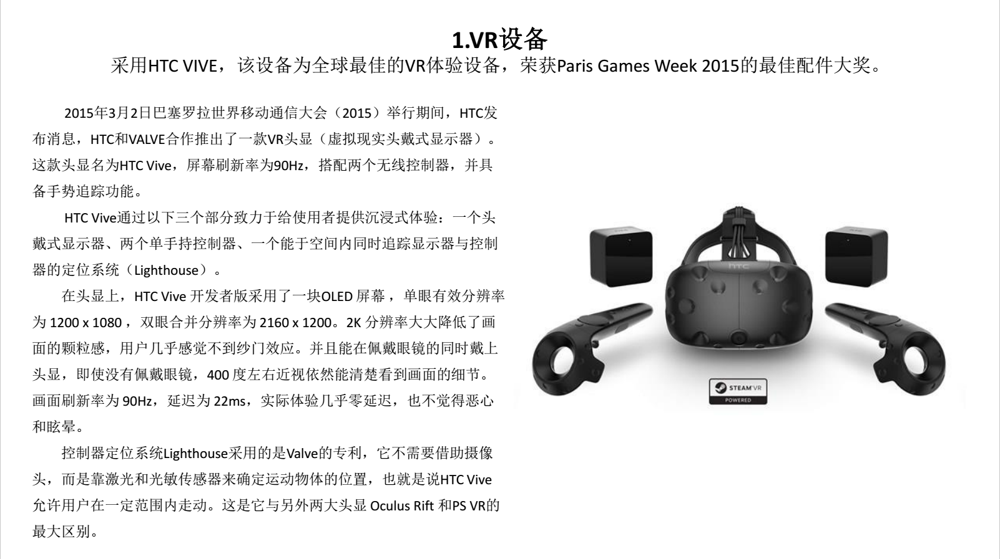 1.VR设备
采用HTC VIVE，该设备为全球最佳的VR体验设备，荣获Paris Games Week 2015的最佳配件大奖。
2015年3月2日巴塞罗拉世界移动通信大会（2015）举行期间，HTC发
布消息，HTC和VALVE合作推出了一款VR头显（虚拟现实头戴式显示器）。
这款头显名为HTC Vive，屏幕刷新率为90Hz，搭配两个无线控制器，并具
备手势追踪功能。
HTC Vive通过以下三个部分致力于给使用者提供沉浸式体验：一个头
戴式显示器、两个单手持控制器、一个能于空间内同时追踪显示器与控制
器的定位系统（Lighthouse）。
在头显上，HTC Vive 开发者版采用了一块OLED 屏幕 ，单眼有效分辨率
为 1200 x 1080 ，双眼合并分辨率为 2160 x 1200。2K 分辨率大大降低了画
面的颗粒感，用户几乎感觉不到纱门效应。并且能在佩戴眼镜的同时戴上
头显，即使没有佩戴眼镜，400 度左右近视依然能清楚看到画面的细节。
画面刷新率为 90Hz，延迟为 22ms，实际体验几乎零延迟，也不觉得恶心
和眩晕。
控制器定位系统Lighthouse采用的是Valve的专利，它不需要借助摄像
头，而是靠激光和光敏传感器来确定运动物体的位置，也就是说HTC Vive
允许用户在一定范围内走动。这是它与另外两大头显 Oculus Rift 和PS VR的
最大区别。
hTC
STEAM VR
POWERED